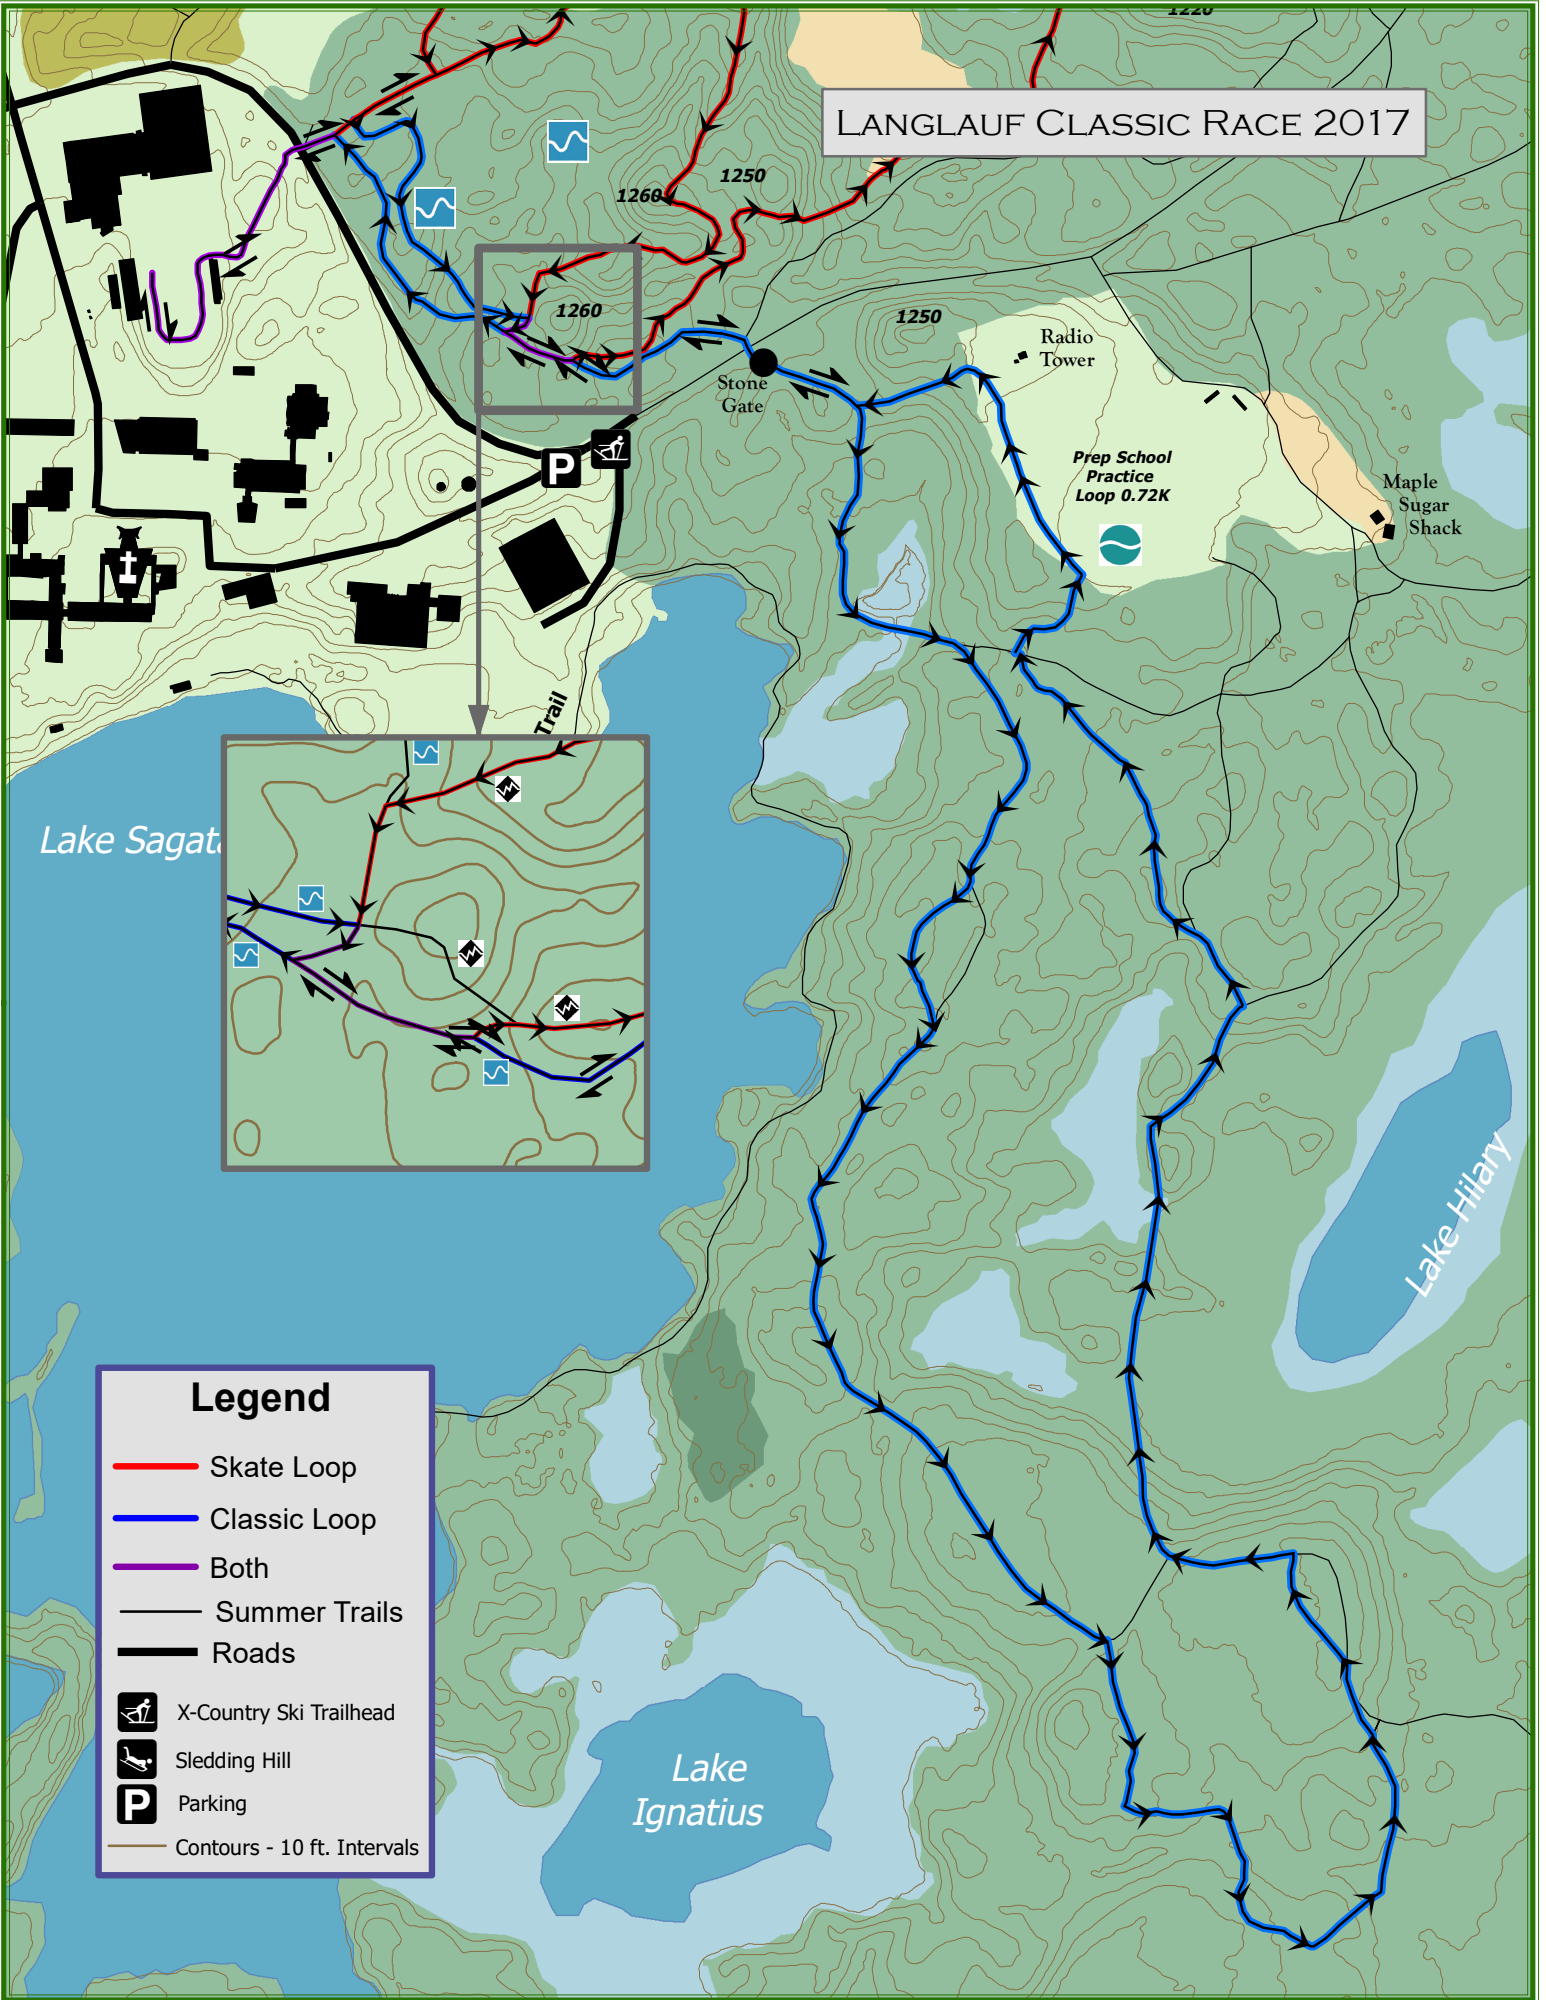 1220
LANGLAUF CLASSIC RACE 2017
1250
1260
1260
1250
Radio
Tower
Stone
Gate
Prep School
Practice
Loop 0.72K
Maple
Sugar
Shack
P
Trail
Lake Sagat
Lake Hilary
Legend
Skate Loop
Classic Loop
Both
Summer Trails
Roads
X-Country Ski Trailhead
Sledding Hill
P
Parking
Contours - 10 ft. Intervals
Lake
Ignatius